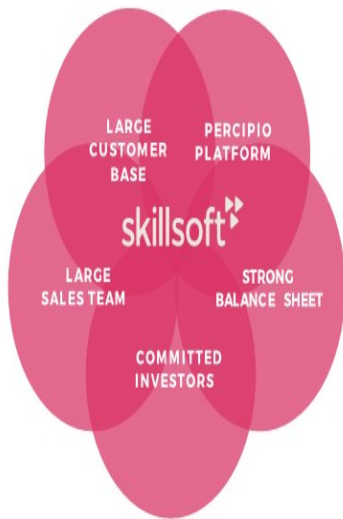 LARGE
CUSTOMER
BASE
PERCIPIO
PLATFORM
skillsoft
LARGE
SALES TEAM
STRONG
BALANCE SHEET
COMMITTED
INVESTORS